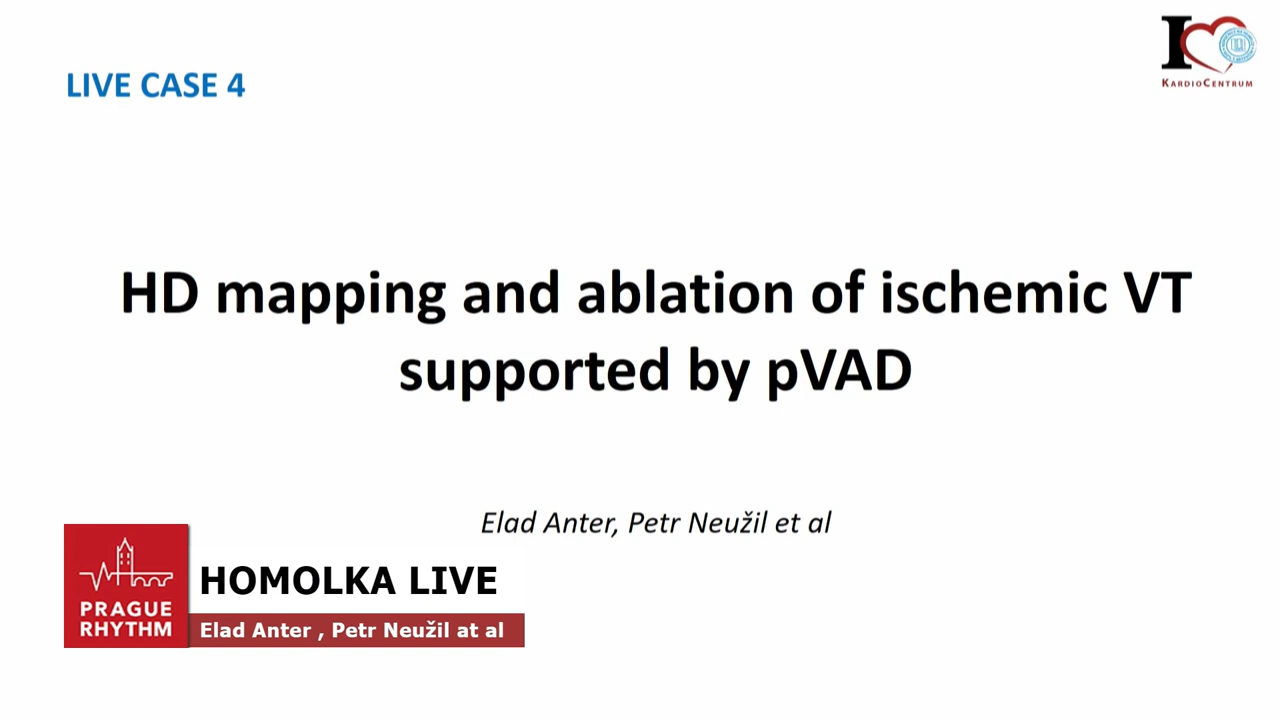 LIVE CASE 4
I
KARDIOCENTRUM
HD mapping and ablation of ischemic VT
supported by pVAD
Elad Anter, Petr Neužil et al
PRAGUE
RHYTHM
HOMOLKA LIVE
Elad Anter , Petr Neužil at al